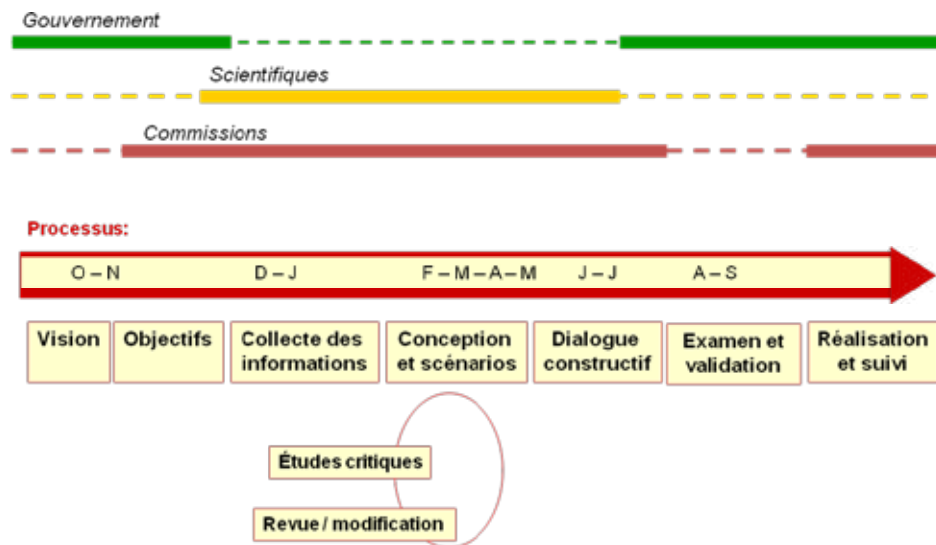 Gouvernement
Scientifiques
Commissions
Processus:
O – N D – J F – M – A – M J – J A – S
Vision
Objectifs
Collecte des
informations
Conception
et scénarios
Dialogue
constructif
Examen et
validation
Réalisation
et suivi
Études critiques
Revue / modification